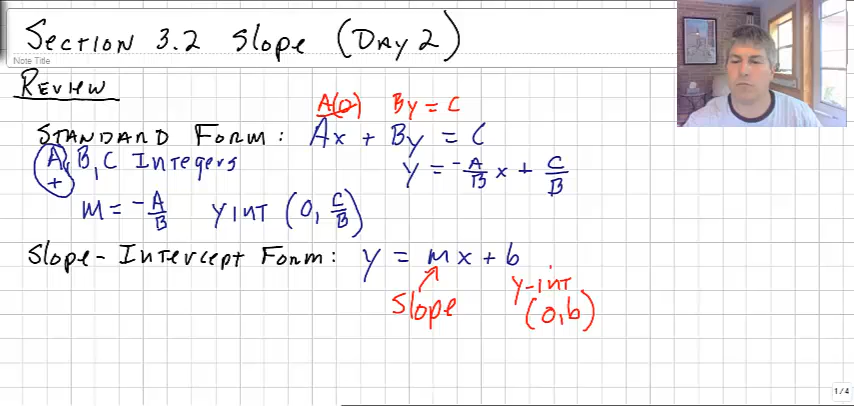 Section 3.2 Slope (Day 2)
Note Title
Review
A(0) By = C
Standard Form: Ax + By = C
A, B, C Integers
+
y = -A/B x + C/B
m = -A/B y int (0, C/B)
Slope-Intercept Form: y = mx + b
Slope
y-int
(0,b)
1/4